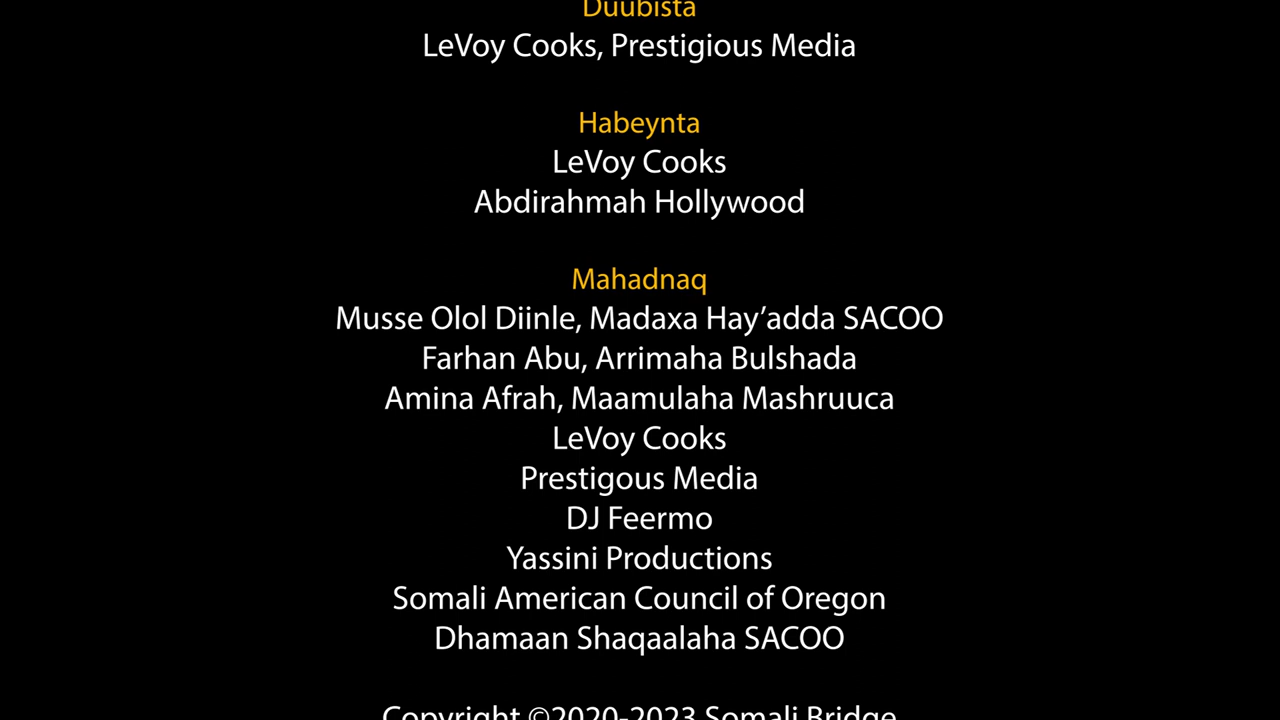 Duubista
LeVoy Cooks, Prestigious Media
Habeynta
LeVoy Cooks
Abdirahmah Hollywood
Mahadnaq
Musse Olol Diinle, Madaxa Hay’adda SACOO
Farhan Abu, Arrimaha Bulshada
Amina Afrah, Maamulaha Mashruuca
LeVoy Cooks
Prestigous Media
DJ Feermo
Yassini Productions
Somali American Council of Oregon
Dhamaan Shaqaalaha SACOO
Copyright ©2020-2023 Somali Bridge